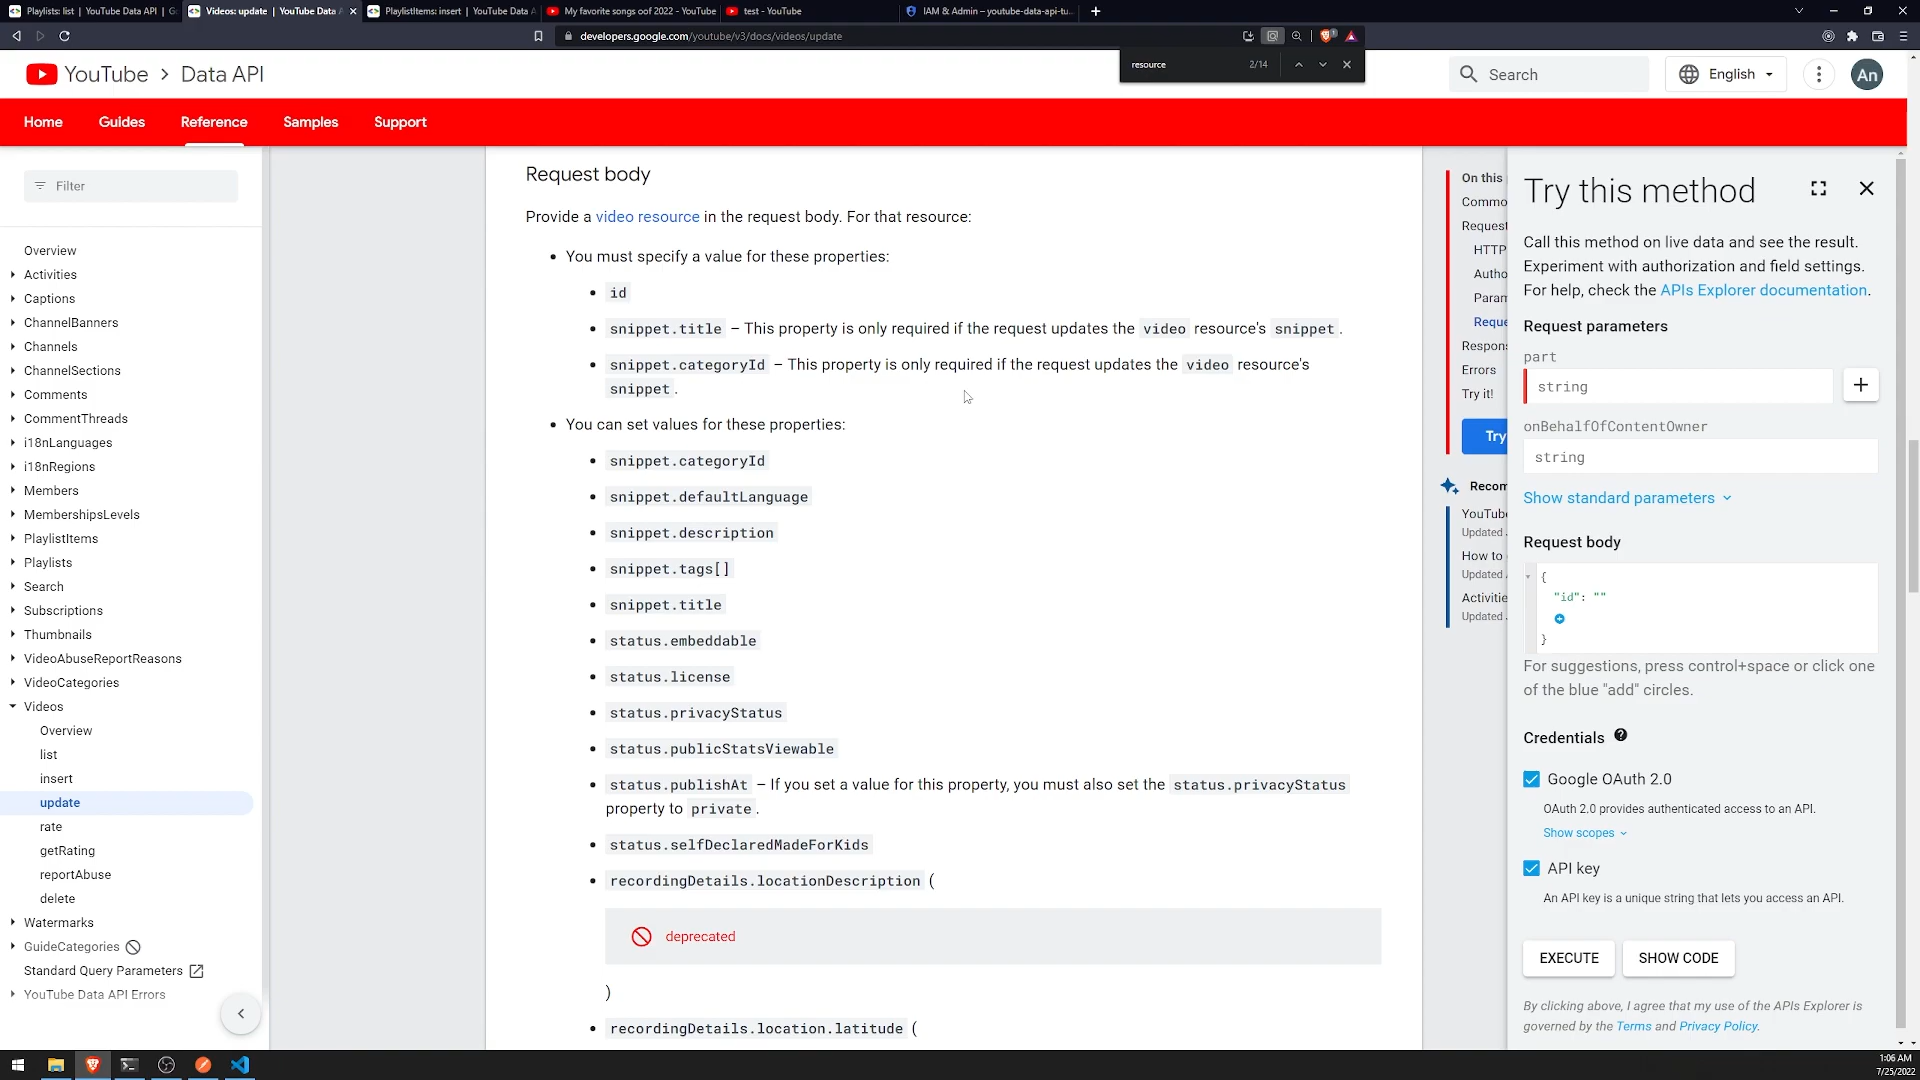 Playlists: list | YouTube Data API | G
Videos: update | YouTube Data A
PlaylistItems: insert | YouTube Data A
My favorite songs oof 2022 - YouTube
test - YouTube
IAM & Admin – youtube-data-api-tu
developers.google.com/youtube/v3/docs/videos/update
resource
2/14
YouTube
Data API
Search
English
An
Home
Guides
Reference
Samples
Support
Filter
Overview
Activities
Captions
ChannelBanners
Channels
ChannelSections
Comments
CommentThreads
i18nLanguages
i18nRegions
Members
MembershipsLevels
PlaylistItems
Playlists
Search
Subscriptions
Thumbnails
VideoAbuseReportReasons
VideoCategories
Videos
Overview
list
insert
update
rate
getRating
reportAbuse
delete
Watermarks
GuideCategories
Standard Query Parameters
YouTube Data API Errors
Request body
Provide a video resource in the request body. For that resource:
• You must specify a value for these properties:
• id
• snippet.title – This property is only required if the request updates the video resource's snippet.
• snippet.categoryId – This property is only required if the request updates the video resource's
snippet.
• You can set values for these properties:
• snippet.categoryId
• snippet.defaultLanguage
• snippet.description
• snippet.tags[]
• snippet.title
• status.embeddable
• status.license
• status.privacyStatus
• status.publicStatsViewable
• status.publishAt – If you set a value for this property, you must also set the status.privacyStatus
property to private.
• status.selfDeclaredMadeForKids
• recordingDetails.locationDescription (
deprecated
)
• recordingDetails.location.latitude (
On this
Commo
Request
HTTP
Autho
Param
Reque
Respon
Errors
Try it!
Try
Recom
YouTube
Updated
How to
Updated
Activitie
Updated
Try this method
Call this method on live data and see the result.
Experiment with authorization and field settings.
For help, check the APIs Explorer documentation.
Request parameters
part
string
onBehalfOfContentOwner
string
Show standard parameters
Request body
{
"id": ""
}
For suggestions, press control+space or click one
of the blue "add" circles.
Credentials
Google OAuth 2.0
OAuth 2.0 provides authenticated access to an API.
Show scopes
API key
An API key is a unique string that lets you access an API.
EXECUTE
SHOW CODE
By clicking above, I agree that my use of the APIs Explorer is
governed by the Terms and Privacy Policy.
1:06 AM
7/25/2022